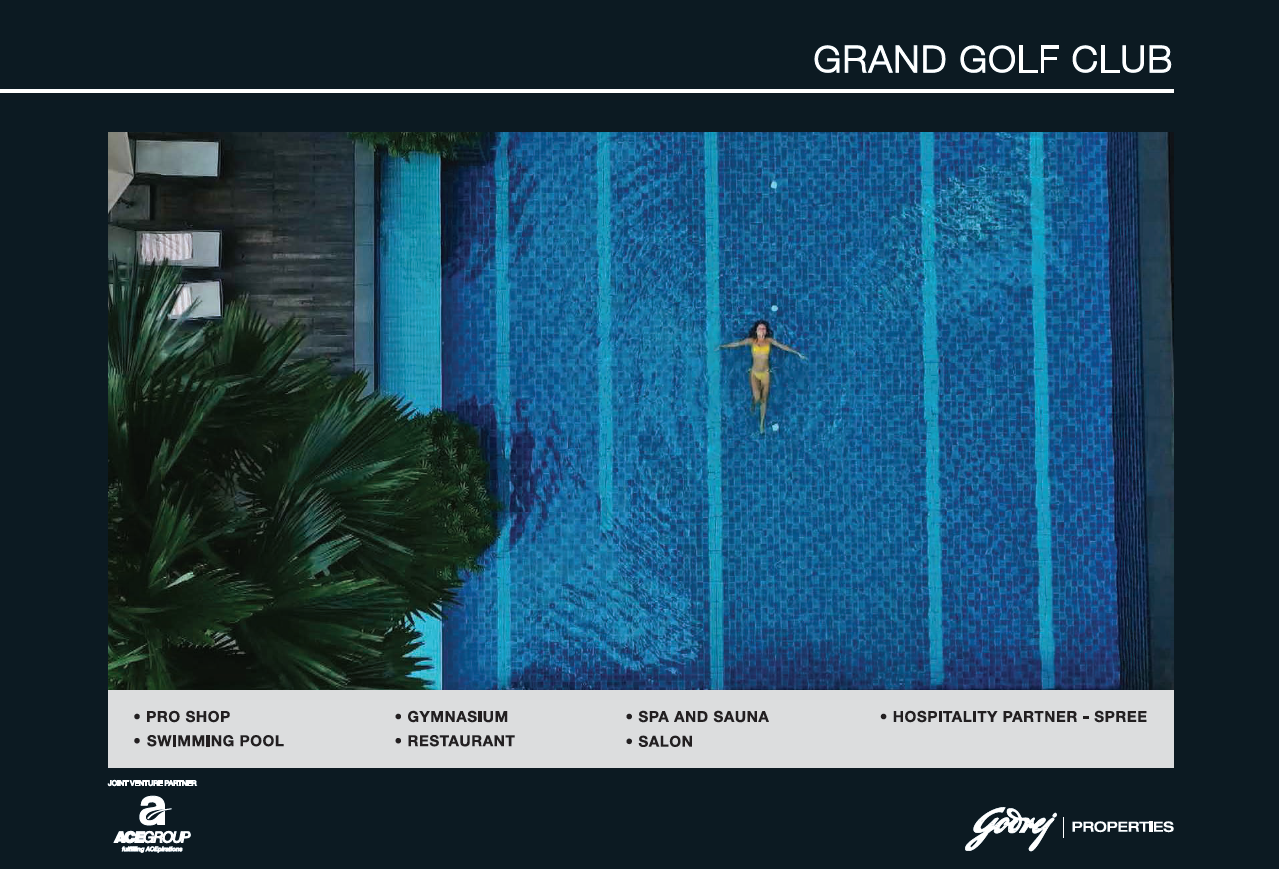 GRAND GOLF CLUB
• PRO SHOP
• SWIMMING POOL
• GYMNASIUM
• RESTAURANT
• SPA AND SAUNA
• SALON
• HOSPITALITY PARTNER - SPREE
JOINT VENTURE PARTNER
a
ACEGROUP
fulfilling ACEpirations
Godrej | PROPERTIES